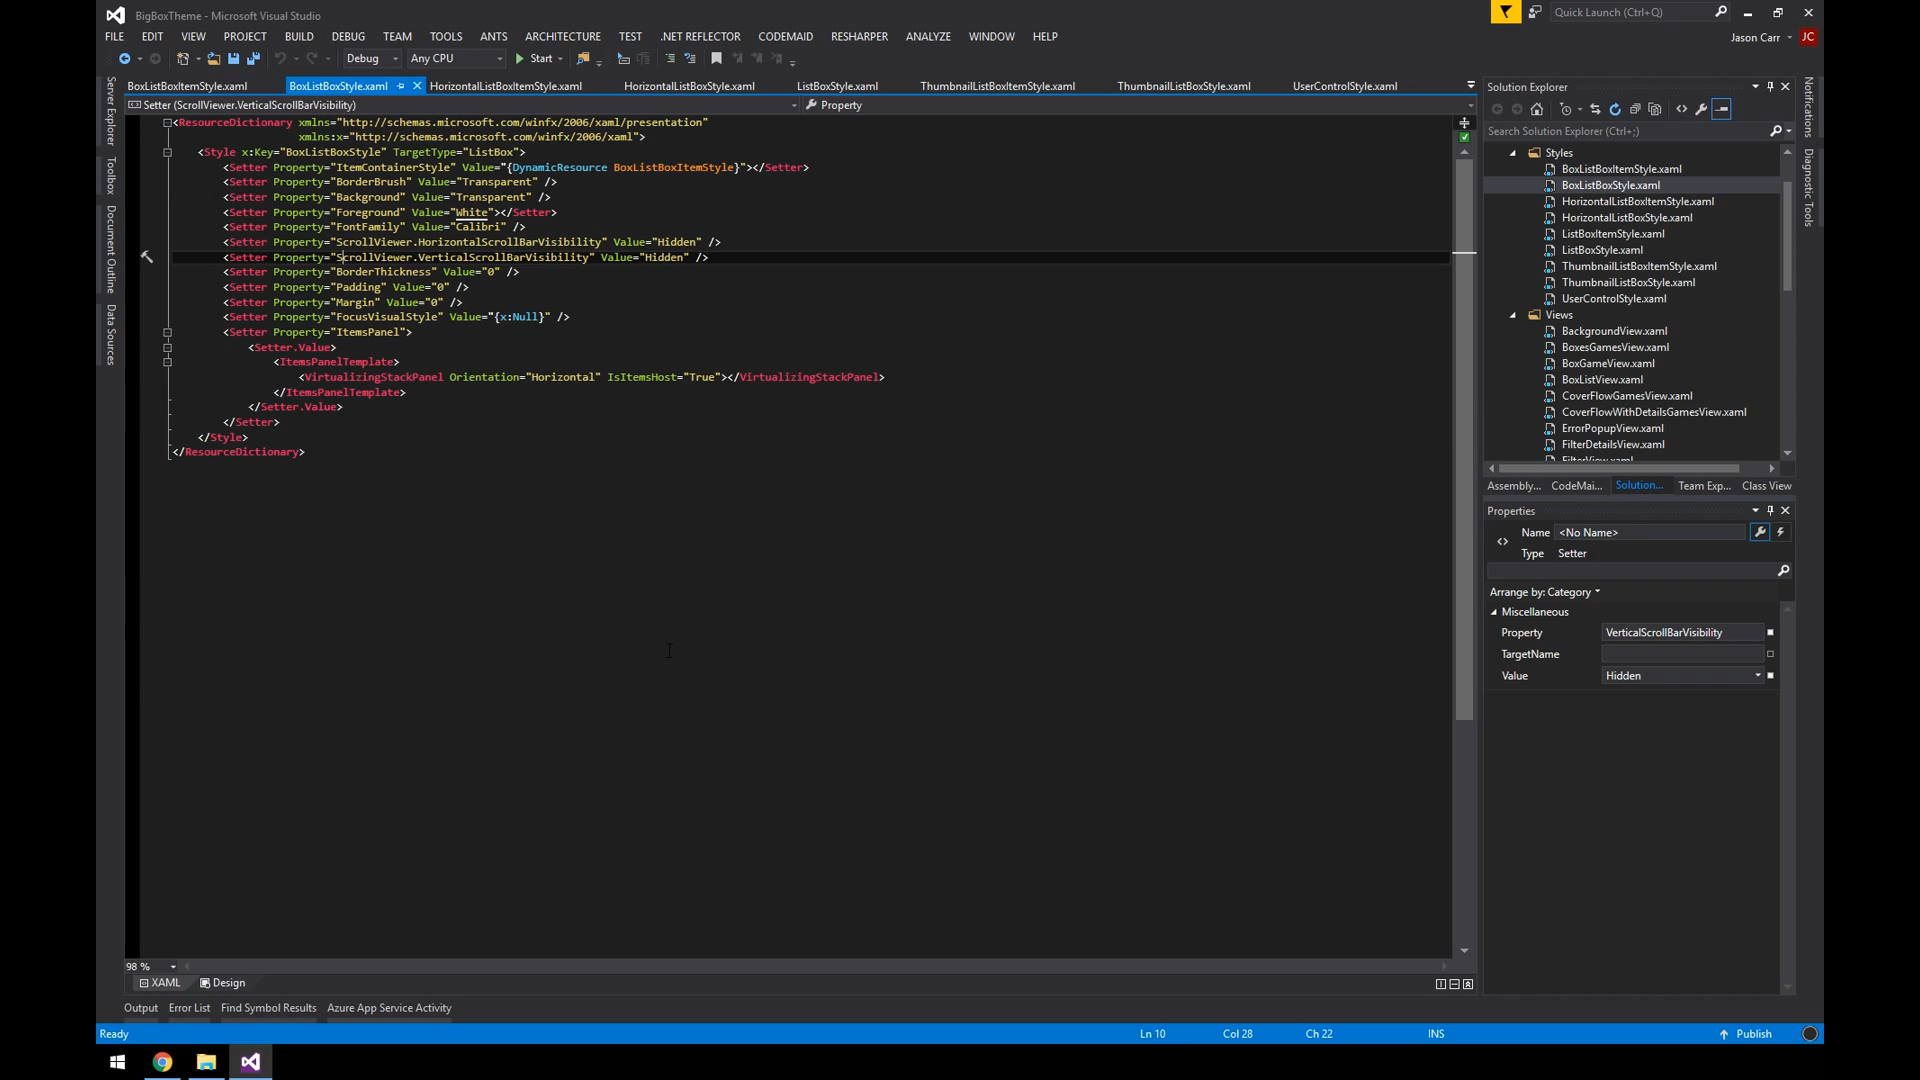 BigBoxTheme - Microsoft Visual Studio
Quick Launch (Ctrl+Q)
FILE EDIT VIEW PROJECT BUILD DEBUG TEAM TOOLS ANTS ARCHITECTURE TEST .NET REFLECTOR CODEMAID RESHARPER ANALYZE WINDOW HELP
Jason Carr JC
Debug Any CPU Start
BoxListBoxItemStyle.xaml BoxListBoxStyle.xaml HorizontalListBoxItemStyle.xaml HorizontalListBoxStyle.xaml ListBoxStyle.xaml ThumbnailListBoxItemStyle.xaml ThumbnailListBoxStyle.xaml UserControlStyle.xaml
Setter (ScrollViewer.VerticalScrollBarVisibility) Property
<ResourceDictionary xmlns="http://schemas.microsoft.com/winfx/2006/xaml/presentation"
xmlns:x="http://schemas.microsoft.com/winfx/2006/xaml">
<Style x:Key="BoxListBoxStyle" TargetType="ListBox">
<Setter Property="ItemContainerStyle" Value="{DynamicResource BoxListBoxItemStyle}"></Setter>
<Setter Property="BorderBrush" Value="Transparent" />
<Setter Property="Background" Value="Transparent" />
<Setter Property="Foreground" Value="White"></Setter>
<Setter Property="FontFamily" Value="Calibri" />
<Setter Property="ScrollViewer.HorizontalScrollBarVisibility" Value="Hidden" />
<Setter Property="ScrollViewer.VerticalScrollBarVisibility" Value="Hidden" />
<Setter Property="BorderThickness" Value="0" />
<Setter Property="Padding" Value="0" />
<Setter Property="Margin" Value="0" />
<Setter Property="FocusVisualStyle" Value="{x:Null}" />
<Setter Property="ItemsPanel">
<Setter.Value>
<ItemsPanelTemplate>
<VirtualizingStackPanel Orientation="Horizontal" IsItemsHost="True"></VirtualizingStackPanel>
</ItemsPanelTemplate>
</Setter.Value>
</Setter>
</Style>
</ResourceDictionary>
Server Explorer
Toolbox
Document Outline
Data Sources
98 %
XAML Design
Output Error List Find Symbol Results Azure App Service Activity
Solution Explorer
Search Solution Explorer (Ctrl+;)
Styles
BoxListBoxItemStyle.xaml
BoxListBoxStyle.xaml
HorizontalListBoxItemStyle.xaml
HorizontalListBoxStyle.xaml
ListBoxItemStyle.xaml
ListBoxStyle.xaml
ThumbnailListBoxItemStyle.xaml
ThumbnailListBoxStyle.xaml
UserControlStyle.xaml
Views
BackgroundView.xaml
BoxesGamesView.xaml
BoxGameView.xaml
BoxListView.xaml
CoverFlowGamesView.xaml
CoverFlowWithDetailsGamesView.xaml
ErrorPopupView.xaml
FilterDetailsView.xaml
FilterView.xaml
Assembly... CodeMai... Solution... Team Exp... Class View
Properties
Name <No Name>
Type Setter
Arrange by: Category
Miscellaneous
Property VerticalScrollBarVisibility
TargetName
Value Hidden
Notifications
Diagnostic Tools
Ready Ln 10 Col 28 Ch 22 INS Publish